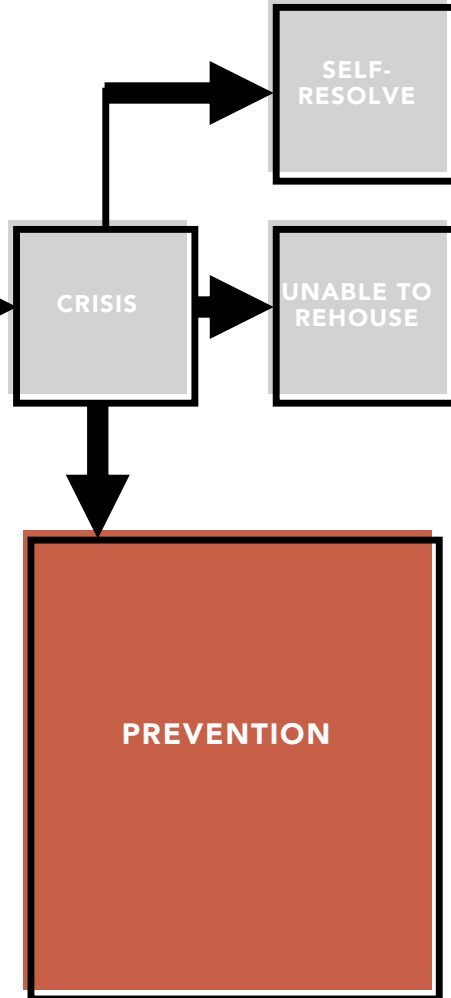 SELF-
RESOLVE
CRISIS
UNABLE TO
REHOUSE
PREVENTION